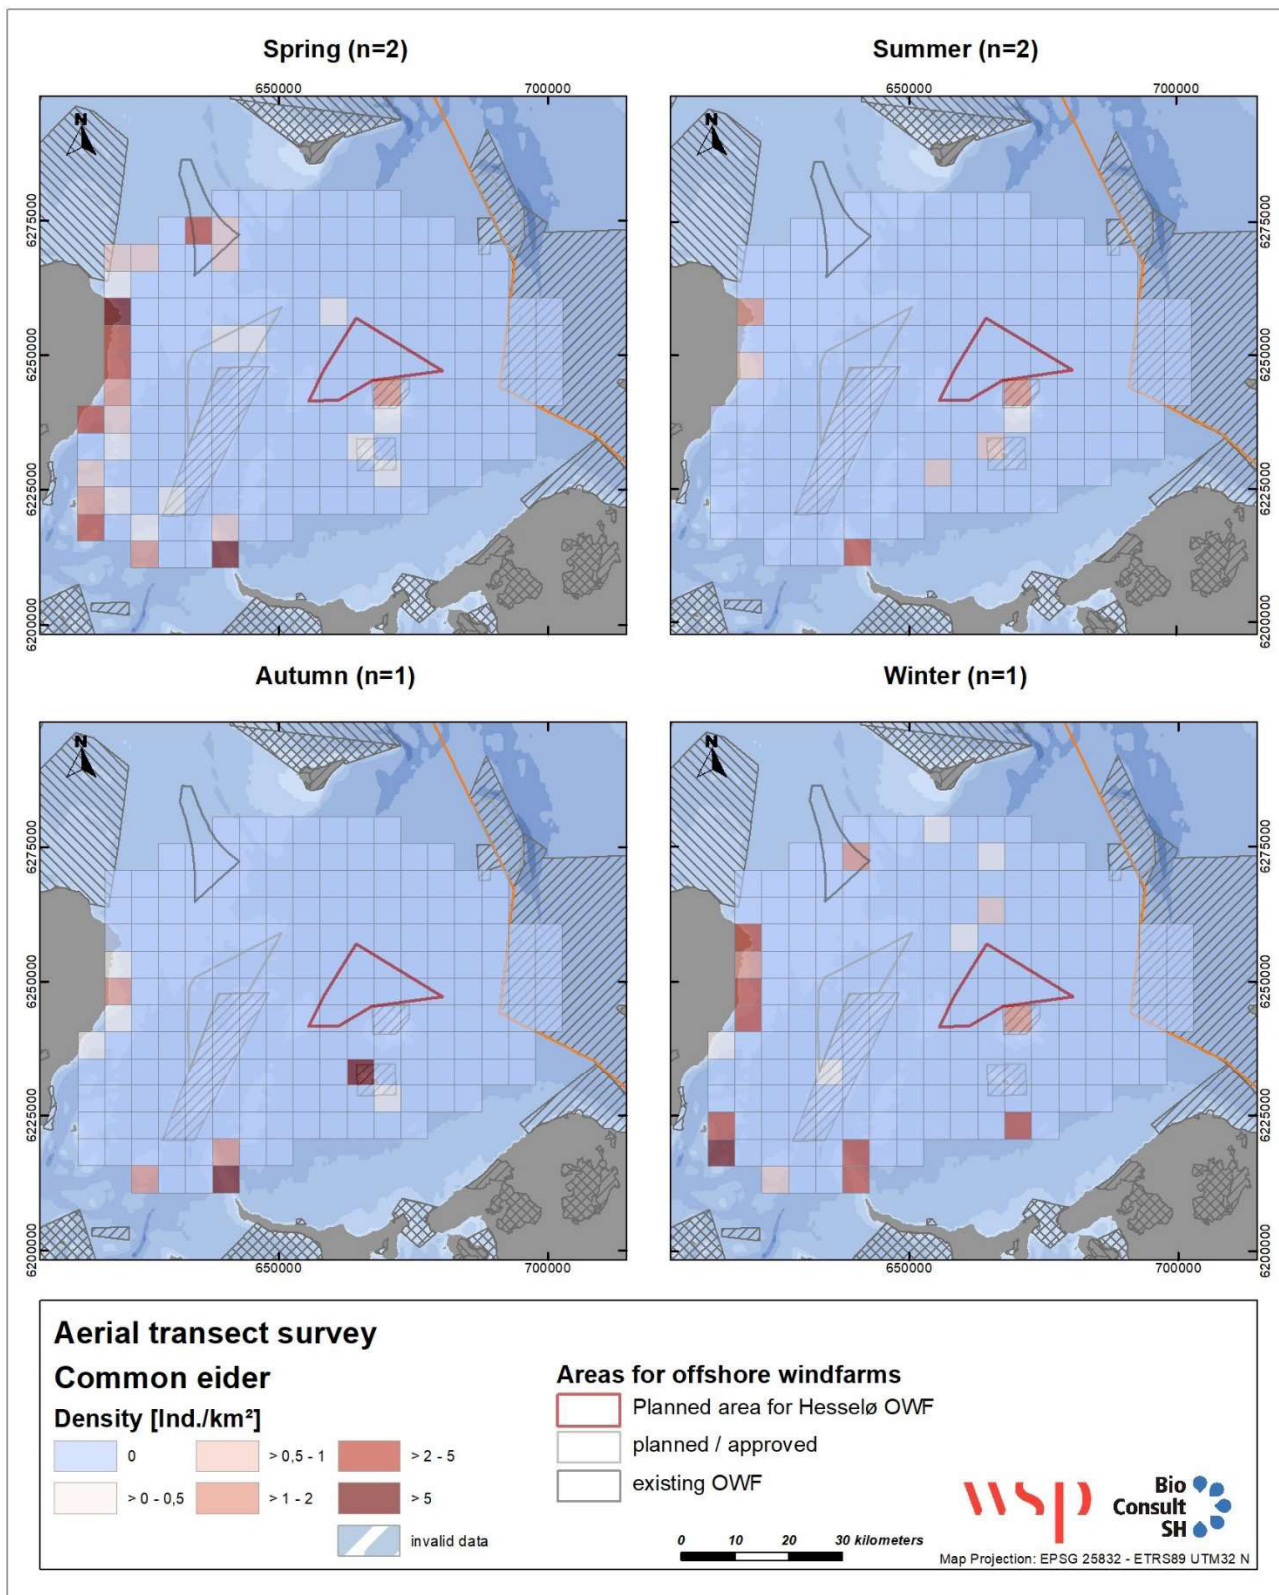 Spring (n=2)
Summer (n=2)
650000
700000
650000
700000
N
N
6275000
6250000
6225000
6200000
6275000
6250000
6225000
6200000
Autumn (n=1)
Winter (n=1)
N
N
6275000
6250000
6225000
6200000
6275000
6250000
6225000
6200000
650000
700000
650000
700000
Aerial transect survey
Common eider
Density [Ind./km²]
0
> 0,5 - 1
> 2 - 5
> 0 - 0,5
> 1 - 2
> 5
invalid data
Areas for offshore windfarms
Planned area for Hesselø OWF
planned / approved
existing OWF
0 10 20 30 kilometers
wsp
Bio
Consult
SH
Map Projection: EPSG 25832 - ETRS89 UTM32 N